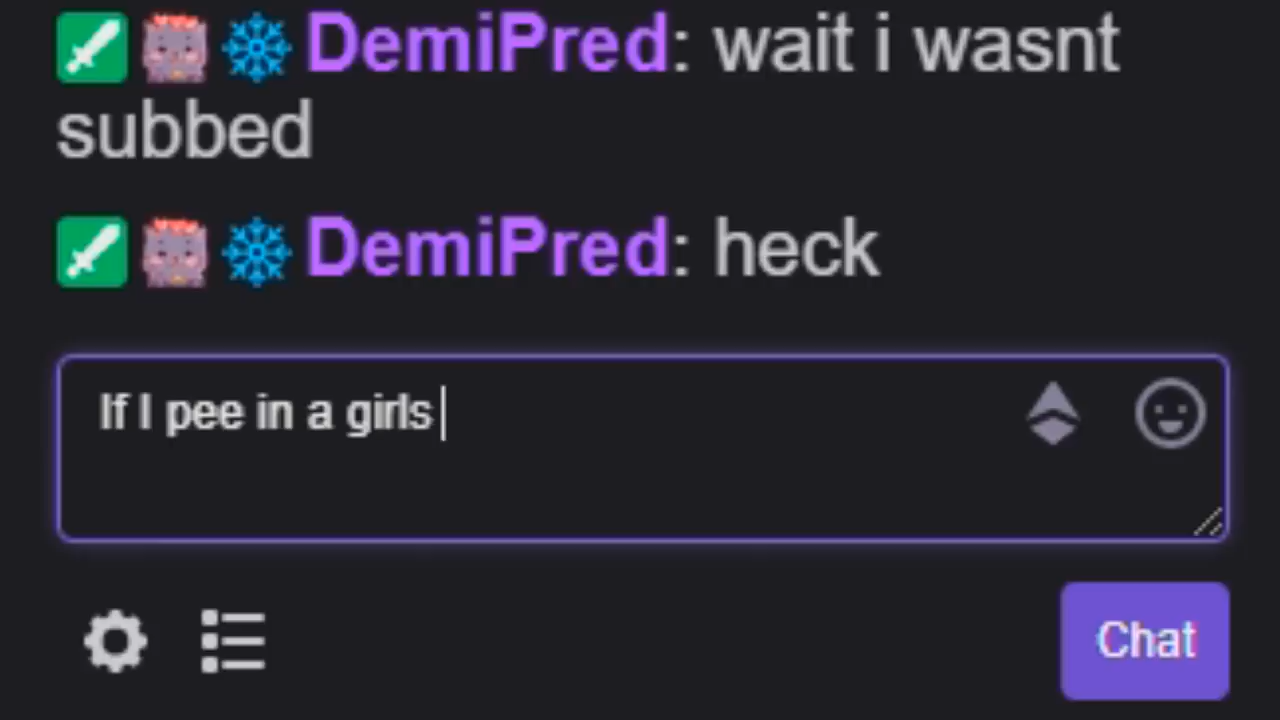 DemiPred: wait i wasnt
subbed
DemiPred: heck
If I pee in a girls
Chat